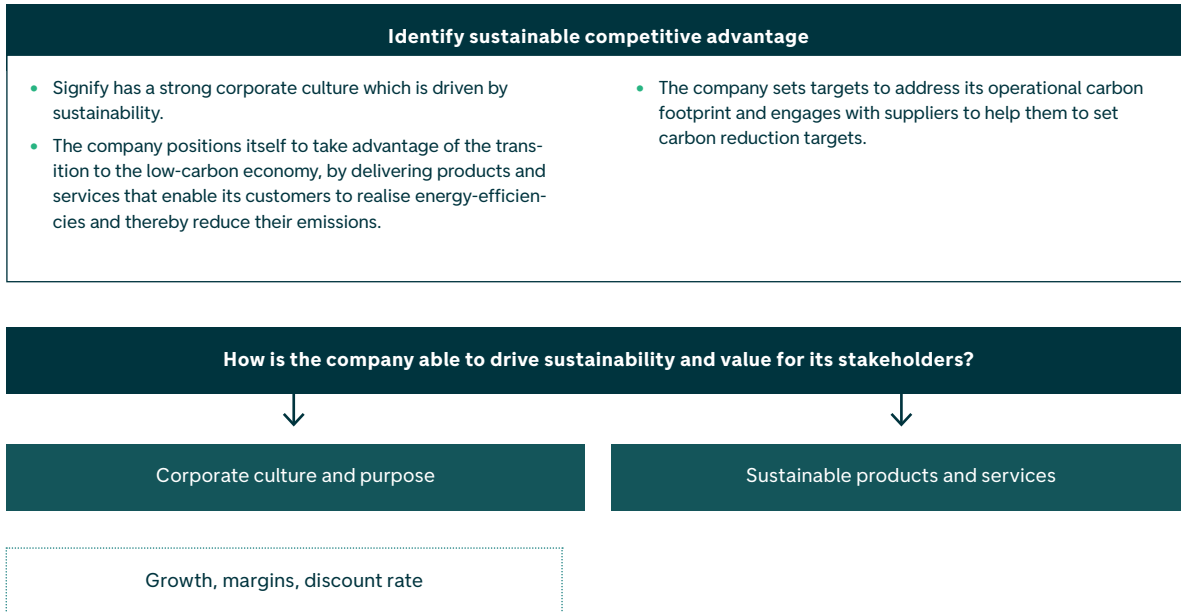 Identify sustainable competitive advantage
• Signify has a strong corporate culture which is driven by
sustainability.
• The company positions itself to take advantage of the trans-
ition to the low-carbon economy, by delivering products and
services that enable its customers to realise energy-efficien-
cies and thereby reduce their emissions.
• The company sets targets to address its operational carbon
footprint and engages with suppliers to help them to set
carbon reduction targets.
How is the company able to drive sustainability and value for its stakeholders?
Corporate culture and purpose
Sustainable products and services
Growth, margins, discount rate